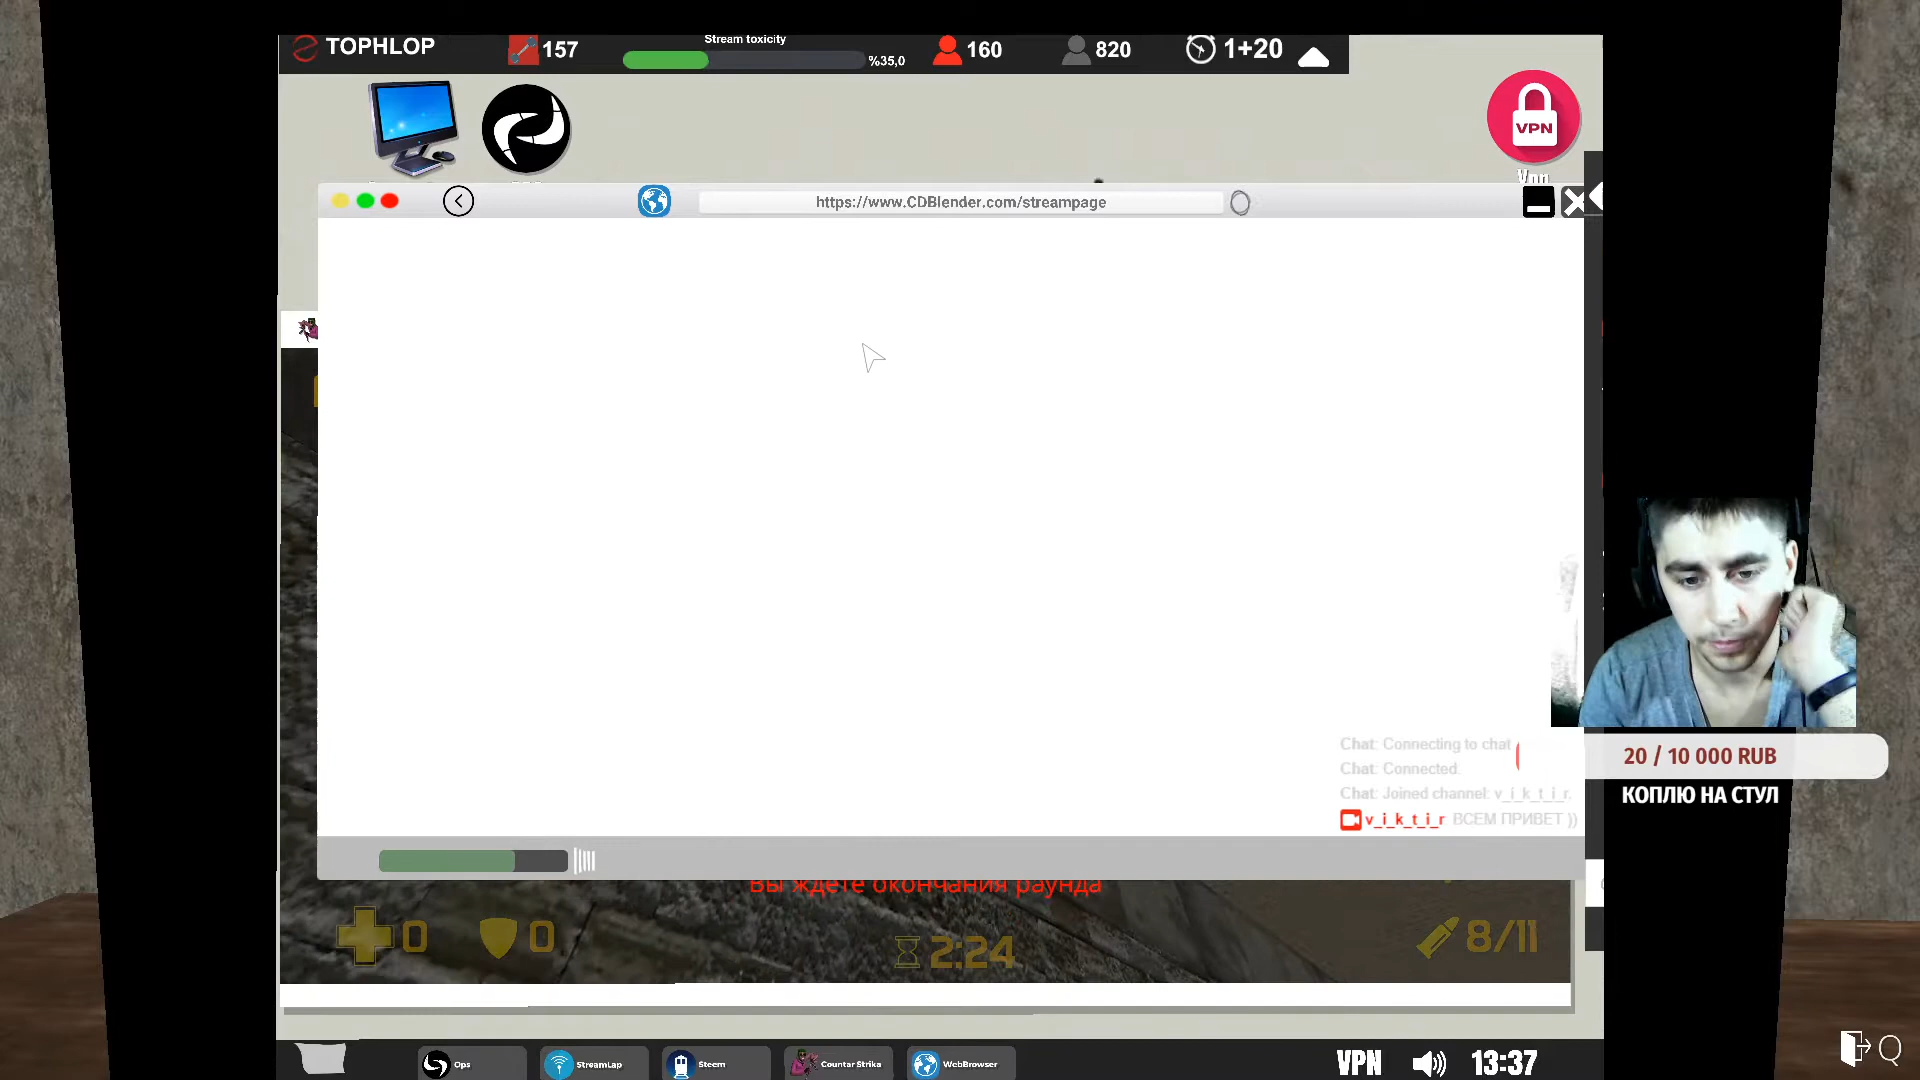 TOPHLOP
157
Stream toxicity
%35,0
160
820
1+20
VPN
Vpn
https://www.CDBlender.com/streampage
Chat: Connecting to chat
Chat: Connected.
Chat: Joined channel: v_i_k_t_i_r.
v_i_k_t_i_r ВСЕМ ПРИВЕТ ))
20 / 10 000 RUB
КОПЛЮ НА СТУЛ
Вы ждете окончания раунда
0
0
2:24
8/11
Ops
StreamLap
Steem
Countar Strika
WebBrowser
VPN
13:37
Q